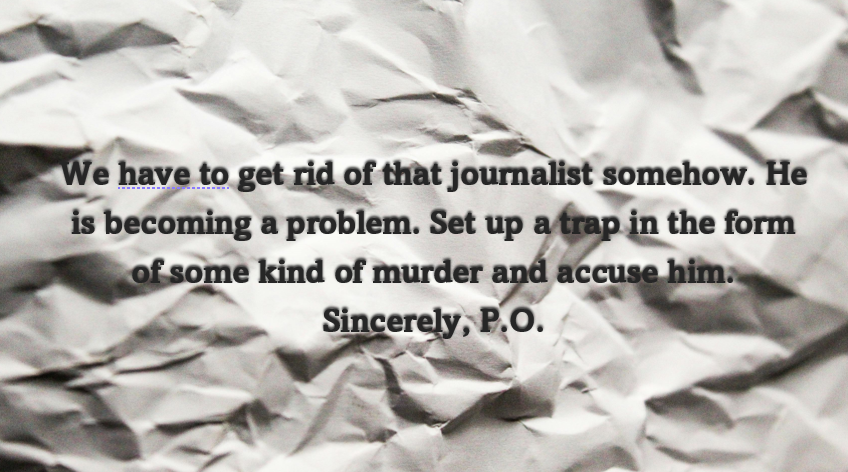 We have to get rid of that journalist somehow. He
is becoming a problem. Set up a trap in the form
of some kind of murder and accuse him.
Sincerely, P.O.